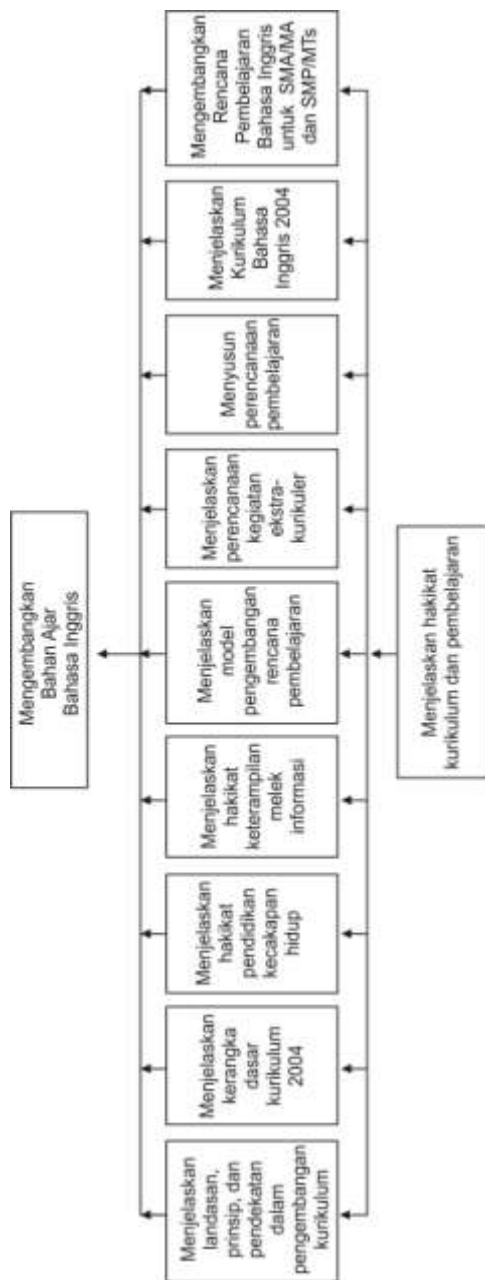 Mengembangkan
Bahan Ajar
Bahasa Inggris
Menjelaskan
landasan,
prinsip, dan
pendekatan
dalam
pengembangan
kurikulum
Menjelaskan
kerangka
dasar
kurikulum
2004
Menjelaskan
hakikat
pendidikan
kecakapan
hidup
Menjelaskan
hakikat
keterampilan
melek
informasi
Menjelaskan
model
pengembangan
rencana
pembelajaran
Menjelaskan
perencanaan
kegiatan
ekstra-
kurikuler
Menyusun
perencanaan
pembelajaran
Menjelaskan
Kurikulum
Bahasa
Inggris 2004
Mengembangkan
Rencana
Pembelajaran
Bahasa Inggris
untuk SMA/MA
dan SMP/MTs
Menjelaskan hakikat
kurikulum dan pembelajaran